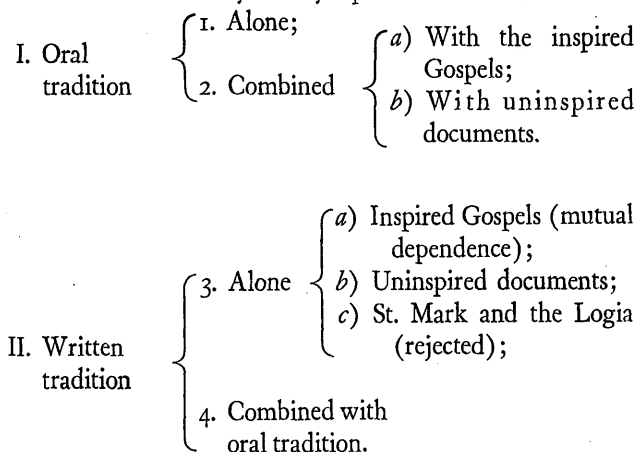 I. Oral
tradition
1. Alone;
2. Combined
a) With the inspired
Gospels;
b) With uninspired
documents.
II. Written
tradition
3. Alone
a) Inspired Gospels (mutual
dependence);
b) Uninspired documents;
c) St. Mark and the Logia
(rejected);
4. Combined with
oral tradition.